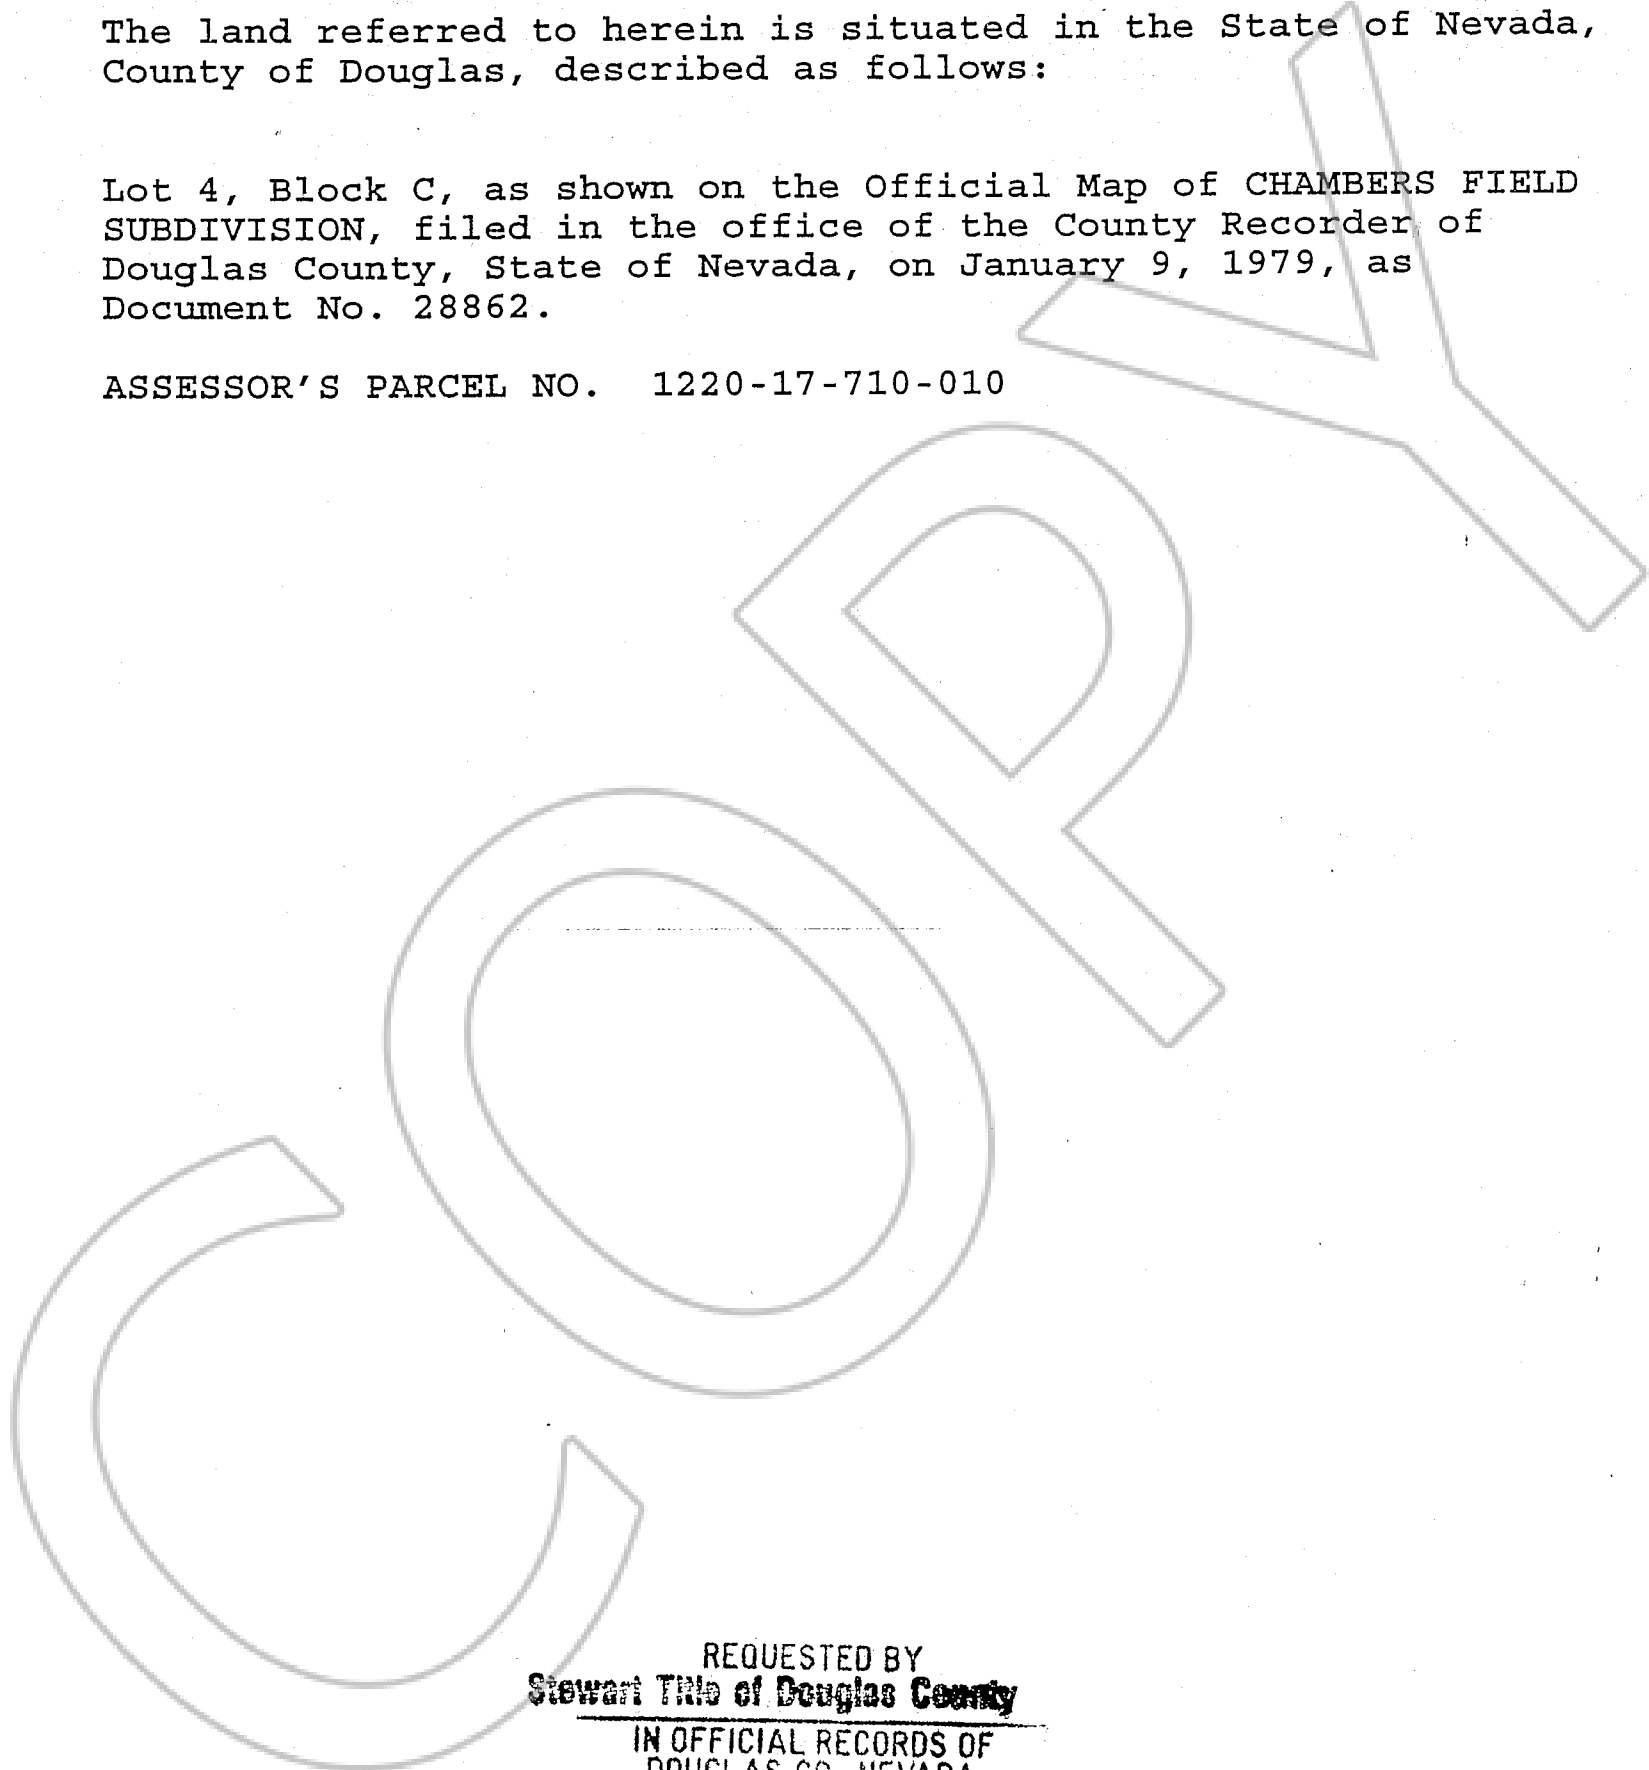 The land referred to herein is situated in the State of Nevada,
County of Douglas, described as follows:
Lot 4, Block C, as shown on the Official Map of CHAMBERS FIELD
SUBDIVISION, filed in the office of the County Recorder of
Douglas County, State of Nevada, on January 9, 1979, as
Document No. 28862.
ASSESSOR'S PARCEL NO. 1220-17-710-010
COPY
REQUESTED BY
Stewart Title of Douglas County
IN OFFICIAL RECORDS OF
DOUGLAS CO., NEVADA